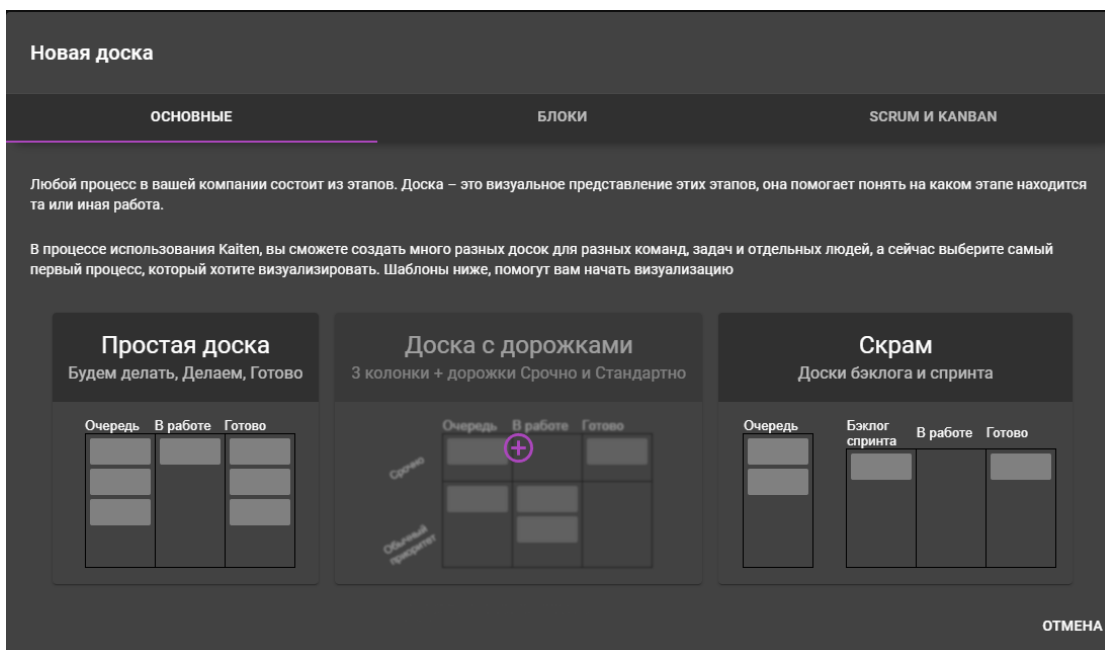 Новая доска
ОСНОВНЫЕ
БЛОКИ
SCRUM И KANBAN
Любой процесс в вашей компании состоит из этапов. Доска – это визуальное представление этих этапов, она помогает понять на каком этапе находится
та или иная работа.
В процессе использования Kaiten, вы сможете создать много разных досок для разных команд, задач и отдельных людей, а сейчас выберите самый
первый процесс, который хотите визуализировать. Шаблоны ниже, помогут вам начать визуализацию
Простая доска
Будем делать, Делаем, Готово
Очередь В работе Готово
Доска с дорожками
3 колонки + дорожки Срочно и Стандартно
Очередь В работе Готово
Срочно
Обычный
приоритет
Скрам
Доски бэклога и спринта
Очередь
Бэклог
спринта
В работе Готово
ОТМЕНА